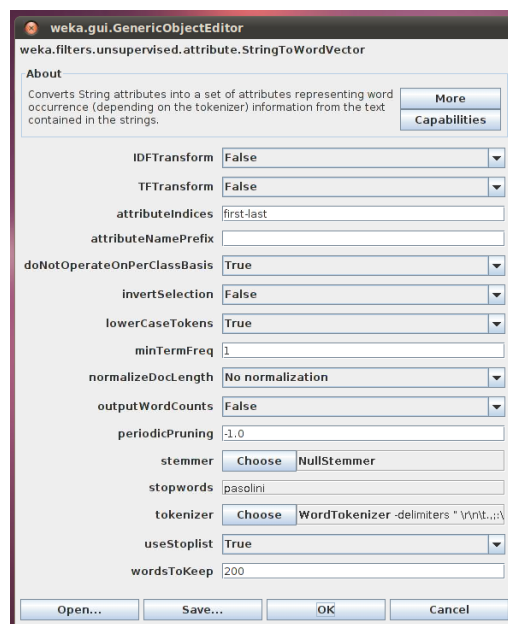 weka.gui.GenericObjectEditor
weka.filters.unsupervised.attribute.StringToWordVector
About
Converts String attributes into a set of attributes representing word
occurrence (depending on the tokenizer) information from the text
contained in the strings.
More
Capabilities
IDFTransform False
TFTransform False
attributeIndices first-last
attributeNamePrefix
doNotOperateOnPerClassBasis True
invertSelection False
lowerCaseTokens True
minTermFreq 1
normalizeDocLength No normalization
outputWordCounts False
periodicPruning -1.0
stemmer Choose NullStemmer
stopwords pasolini
tokenizer Choose WordTokenizer -delimiters " \r\n\t.,;:\
useStoplist True
wordsToKeep 200
Open... Save... OK Cancel